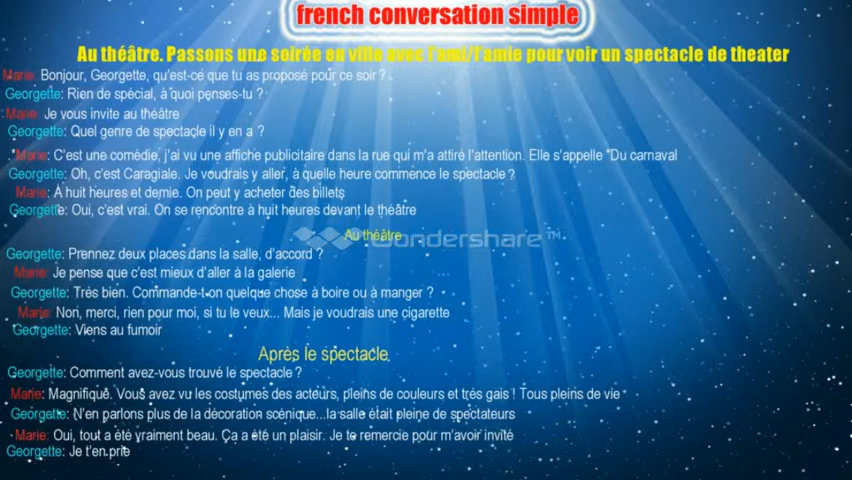 french conversation simple
Au théâtre. Passons une soirée en ville avec l'ami/l'amie pour voir un spectacle de theater
Marie: Bonjour, Georgette, qu'est-ce que tu as proposé pour ce soir ?
Georgette: Rien de spécial, à quoi penses-tu ?
Marie: Je vous invite au théâtre
Georgette: Quel genre de spectacle il y en a ?
."Marie: C'est une comédie, j'ai vu une affiche publicitaire dans la rue qui m'a attiré l'attention. Elle s'appelle "Du carnaval
Georgette: Oh, c'est Caragiale. Je voudrais y aller, à quelle heure commence le spectacle ?
Marie: À huit heures et demie. On peut y acheter des billets
Georgette: Oui, c'est vrai. On se rencontre à huit heures devant le théâtre
Au théâtre
Wondershare™
Georgette: Prennez deux places dans la salle, d'accord ?
Marie: Je pense que c'est mieux d'aller à la galerie
Georgette: Très bien. Commande-t-on quelque chose à boire ou à manger ?
Marie: Non, merci, rien pour moi, si tu le veux... Mais je voudrais une cigarette
Georgette: Viens au fumoir
Après le spectacle
Georgette: Comment avez-vous trouvé le spectacle ?
Marie: Magnifique. Vous avez vu les costumes des acteurs, pleins de couleurs et très gais ! Tous pleins de vie
Georgette: N'en parlons plus de la décoration scènique...la salle était pleine de spectateurs
Marie: Oui, tout a été vraiment beau. Ça a été un plaisir. Je te remercie pour m'avoir invité
Georgette: Je t'en prie